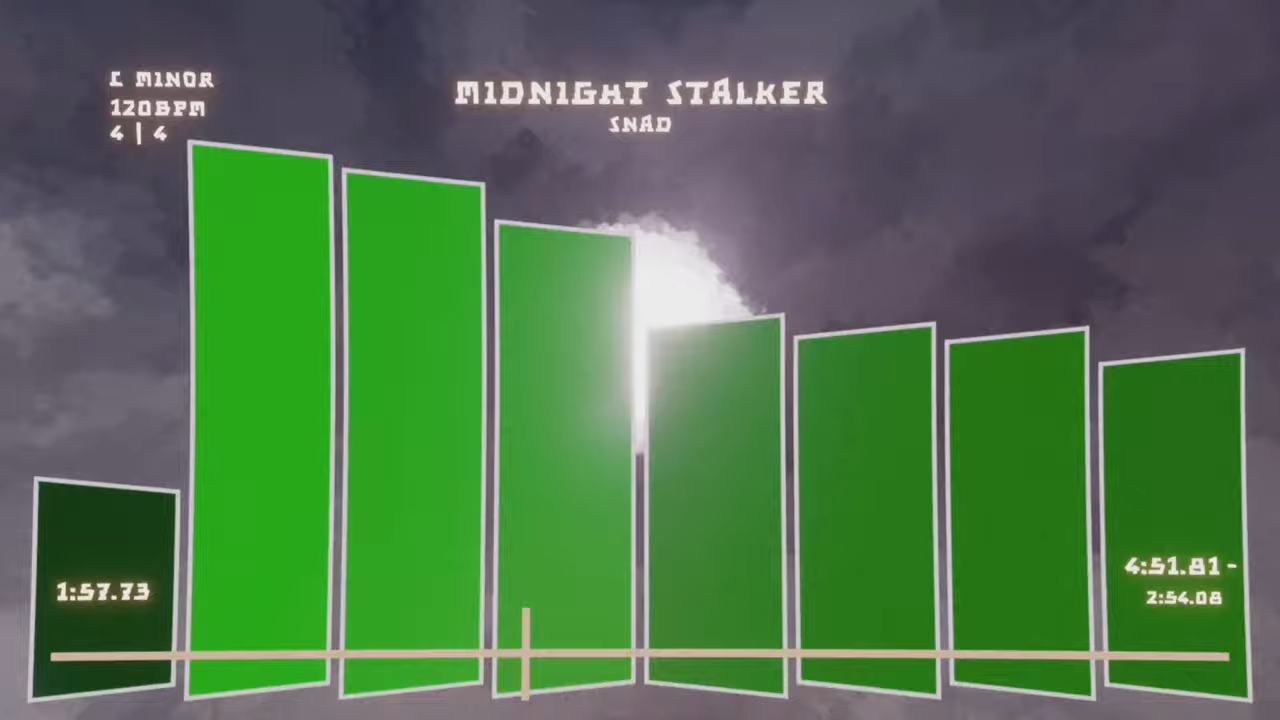 C MINOR
120BPM
4 | 4
MIDNIGHT STALKER
SNAD
1:57.73
4:51.81 -
2:54.08